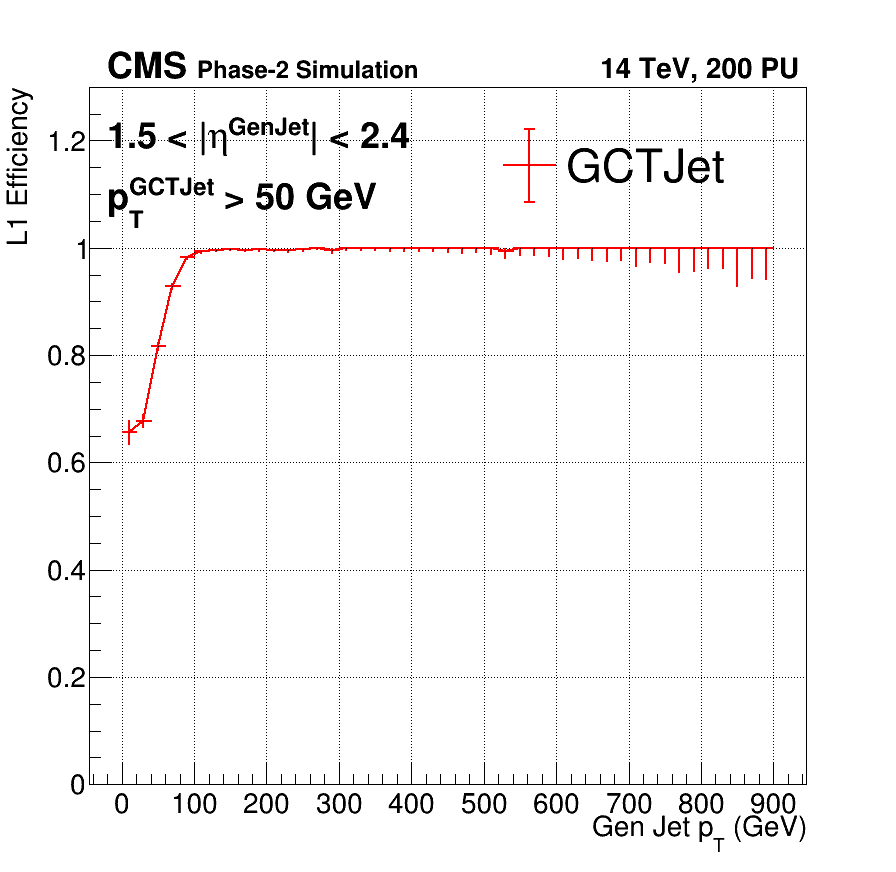 CMS Phase-2 Simulation 14 TeV, 200 PU
L1 Efficiency
1.5 < |η^GenJet| < 2.4
p_T^GCTJet > 50 GeV
GCTJet
1.2
1
0.8
0.6
0.4
0.2
0
0 100 200 300 400 500 600 700 800 900
Gen Jet p_T (GeV)